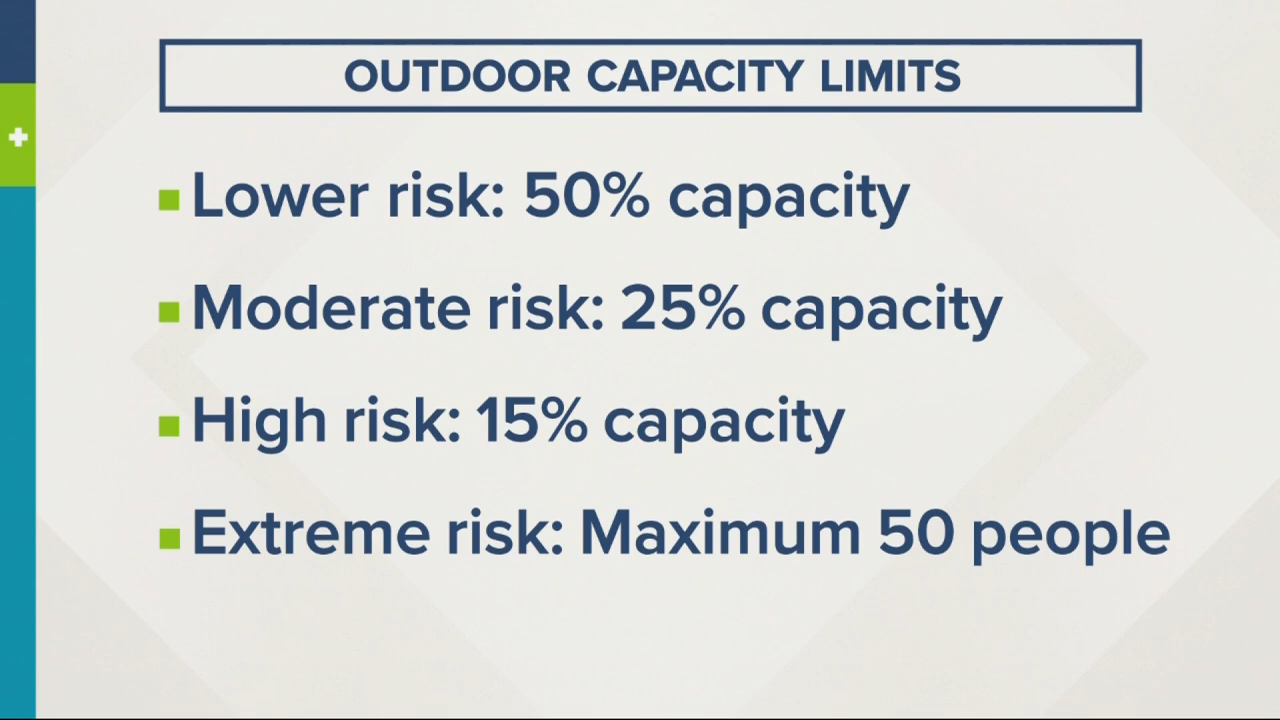 OUTDOOR CAPACITY LIMITS
Lower risk: 50% capacity
Moderate risk: 25% capacity
High risk: 15% capacity
Extreme risk: Maximum 50 people